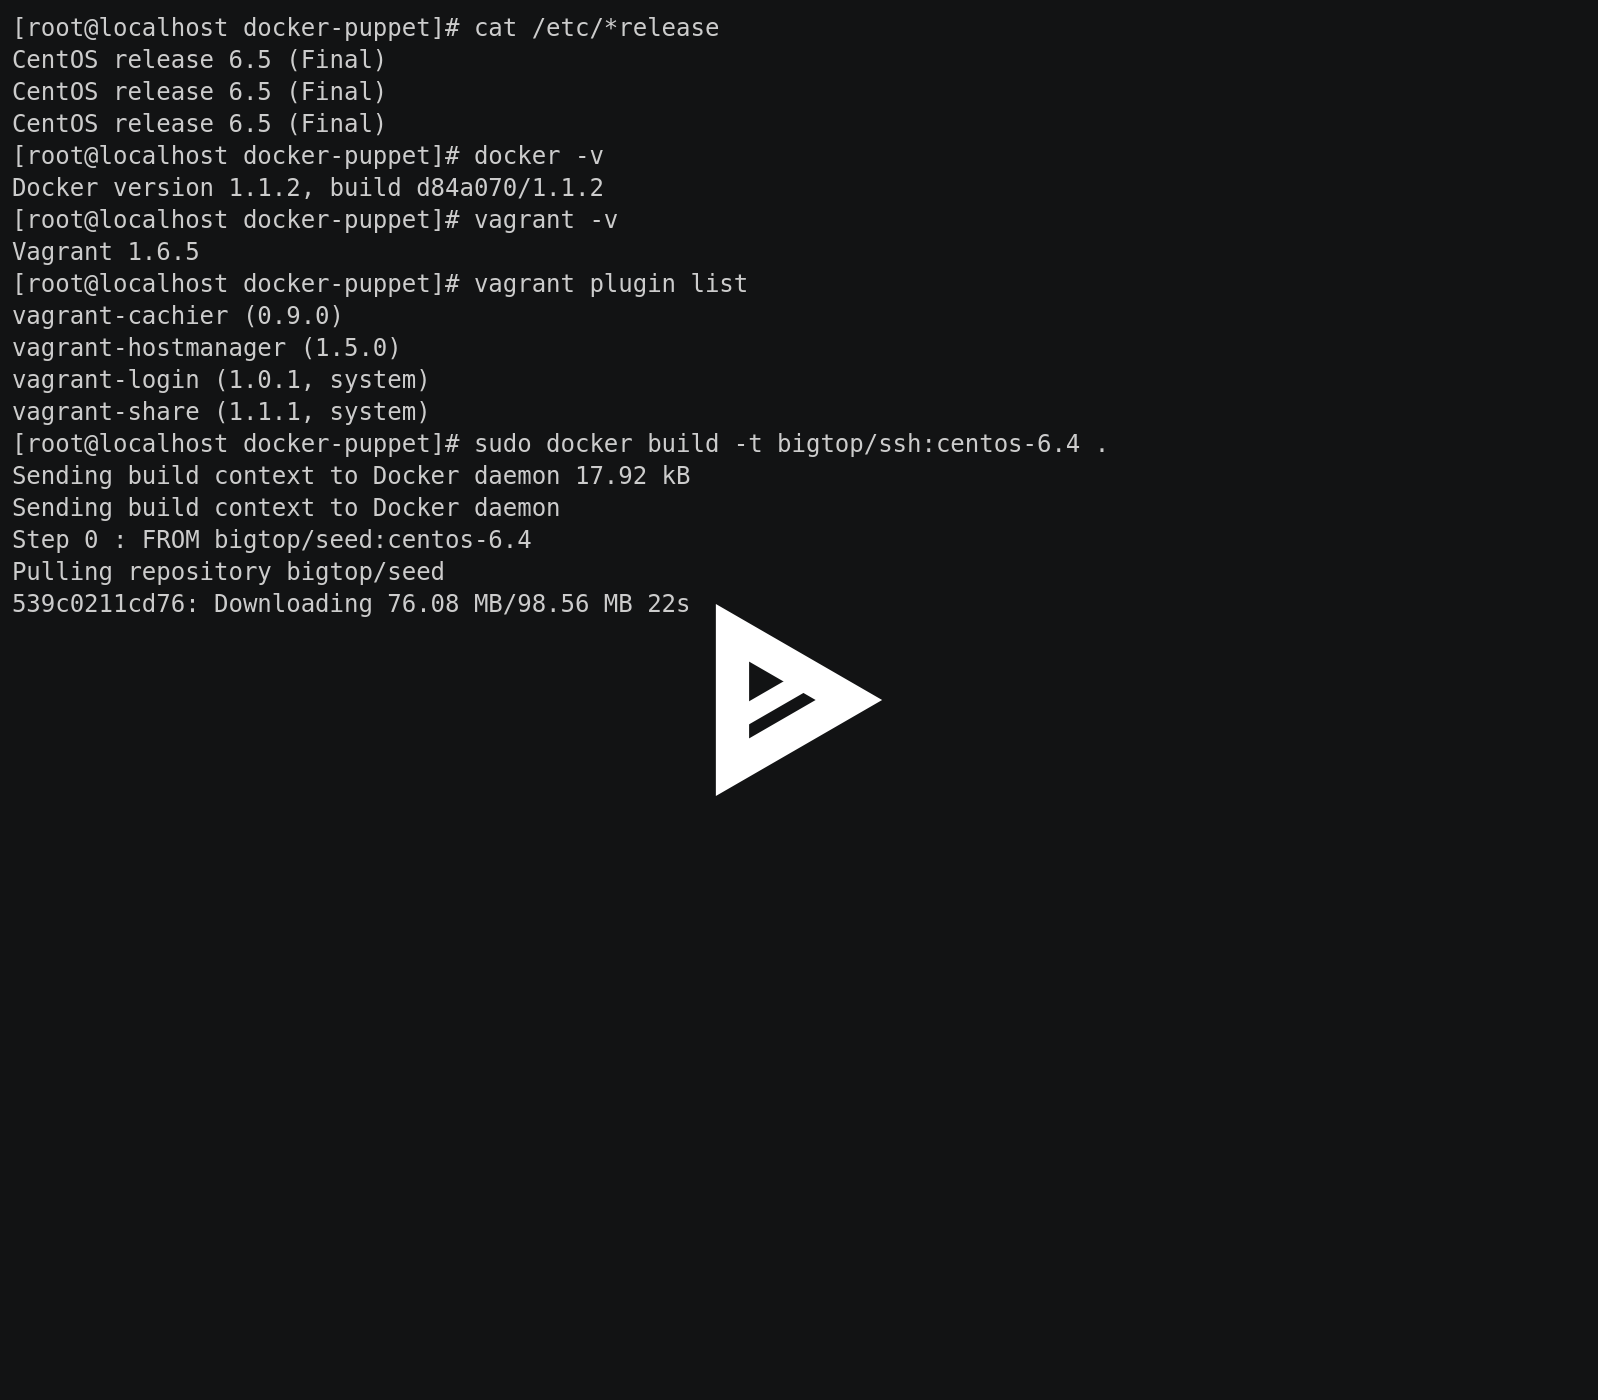 [root@localhost docker-puppet]# cat /etc/*release
CentOS release 6.5 (Final)
CentOS release 6.5 (Final)
CentOS release 6.5 (Final)
[root@localhost docker-puppet]# docker -v
Docker version 1.1.2, build d84a070/1.1.2
[root@localhost docker-puppet]# vagrant -v
Vagrant 1.6.5
[root@localhost docker-puppet]# vagrant plugin list
vagrant-cachier (0.9.0)
vagrant-hostmanager (1.5.0)
vagrant-login (1.0.1, system)
vagrant-share (1.1.1, system)
[root@localhost docker-puppet]# sudo docker build -t bigtop/ssh:centos-6.4 .
Sending build context to Docker daemon 17.92 kB
Sending build context to Docker daemon
Step 0 : FROM bigtop/seed:centos-6.4
Pulling repository bigtop/seed
539c0211cd76: Downloading 76.08 MB/98.56 MB 22s